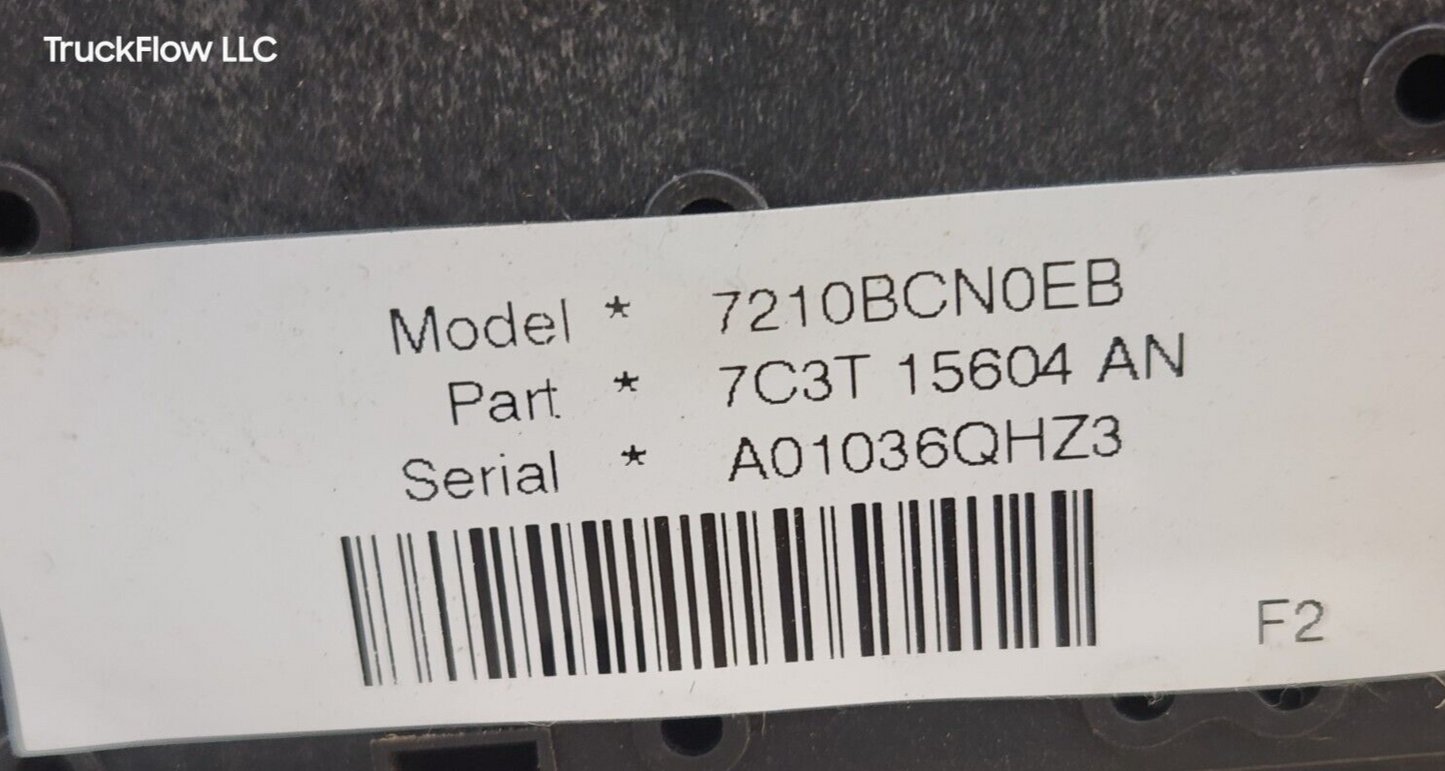 TruckFlow LLC
Model * 7210BCN0EB
Part * 7C3T 15604 AN
Serial * A01036QHZ3
F2